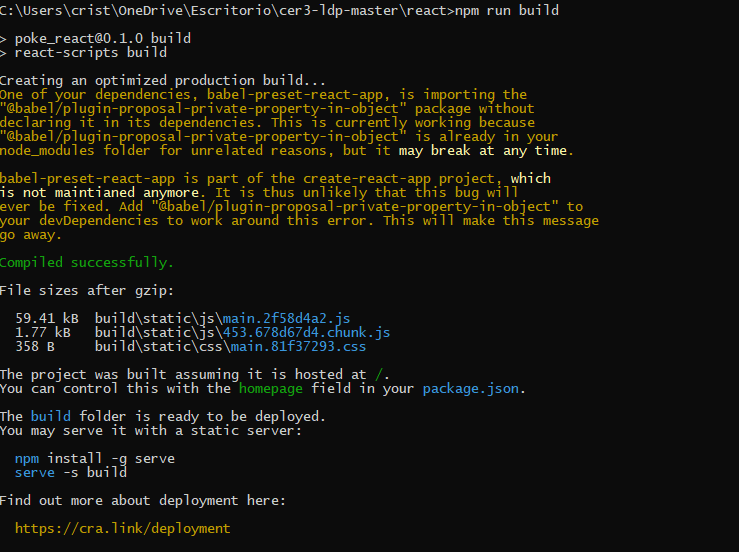 C:\Users\crist\OneDrive\Escritorio\cer3-ldp-master\react>npm run build
> poke_react@0.1.0 build
> react-scripts build
Creating an optimized production build...
One of your dependencies, babel-preset-react-app, is importing the
"@babel/plugin-proposal-private-property-in-object" package without
declaring it in its dependencies. This is currently working because
"@babel/plugin-proposal-private-property-in-object" is already in your
node_modules folder for unrelated reasons, but it may break at any time.
babel-preset-react-app is part of the create-react-app project, which
is not maintianed anymore. It is thus unlikely that this bug will
ever be fixed. Add "@babel/plugin-proposal-private-property-in-object" to
your devDependencies to work around this error. This will make this message
go away.
Compiled successfully.
File sizes after gzip:
59.41 kB  build\static\js\main.2f58d4a2.js
1.77 kB   build\static\js\453.678d67d4.chunk.js
358 B     build\static\css\main.81f37293.css
The project was built assuming it is hosted at /.
You can control this with the homepage field in your package.json.
The build folder is ready to be deployed.
You may serve it with a static server:
npm install -g serve
serve -s build
Find out more about deployment here:
https://cra.link/deployment